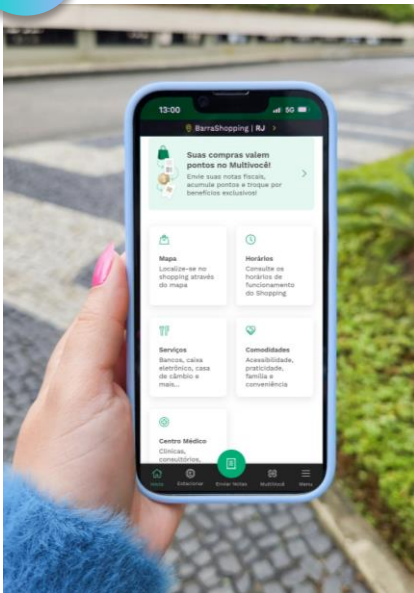 13:00
5G
BarraShopping | RJ >
Suas compras valem
pontos no Multivocê!
Envie suas notas fiscais,
acumule pontos e troque por
benefícios exclusivos!
Mapa
Localize-se no
shopping através
do mapa
Horários
Consulte os
horários de
funcionamento
do Shopping
Serviços
Bancos, caixa
eletrônico, casa
de câmbio e
mais...
Comodidades
Acessibilidade,
praticidade,
família e
conveniência
Centro Médico
Clínicas,
consultórios,
Início Estacionar Enviar Notas Multivocê Menu